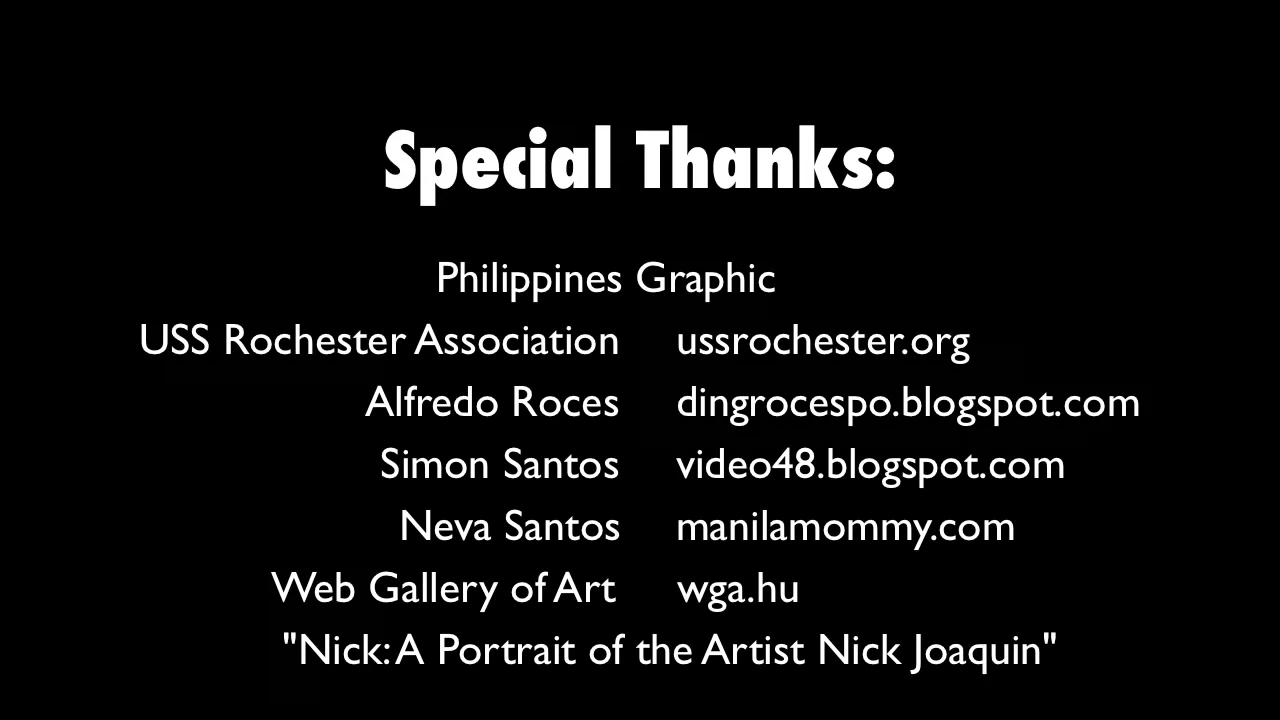 Special Thanks:
Philippines Graphic
USS Rochester Association ussrochester.org
Alfredo Roces dingrocespo.blogspot.com
Simon Santos video48.blogspot.com
Neva Santos manilamommy.com
Web Gallery of Art wga.hu
"Nick: A Portrait of the Artist Nick Joaquin"